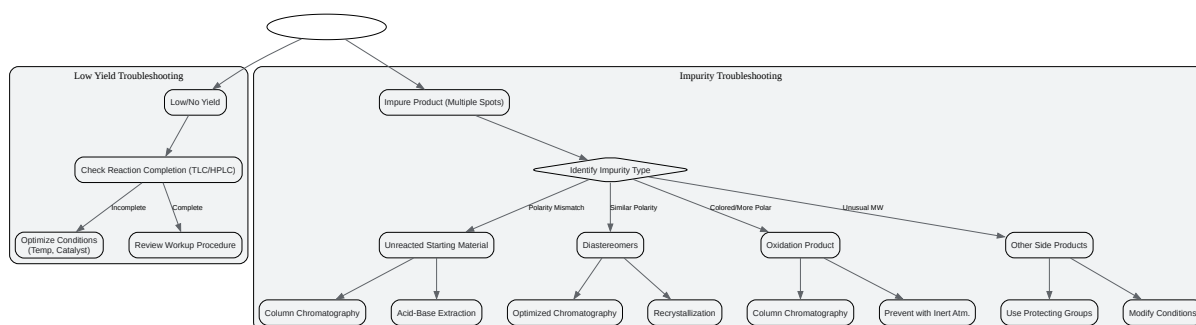 Low Yield Troubleshooting
Impurity Troubleshooting
Low/No Yield
Impure Product (Multiple Spots)
Check Reaction Completion (TLC/HPLC)
Identify Impurity Type
Incomplete
Complete
Polarity Mismatch
Similar Polarity
Colored/More Polar
Unusual MW
Optimize Conditions
(Temp, Catalyst)
Review Workup Procedure
Unreacted Starting Material
Diastereomers
Oxidation Product
Other Side Products
Column Chromatography
Acid-Base Extraction
Optimized Chromatography
Recrystallization
Column Chromatography
Prevent with Inert Atm.
Use Protecting Groups
Modify Conditions